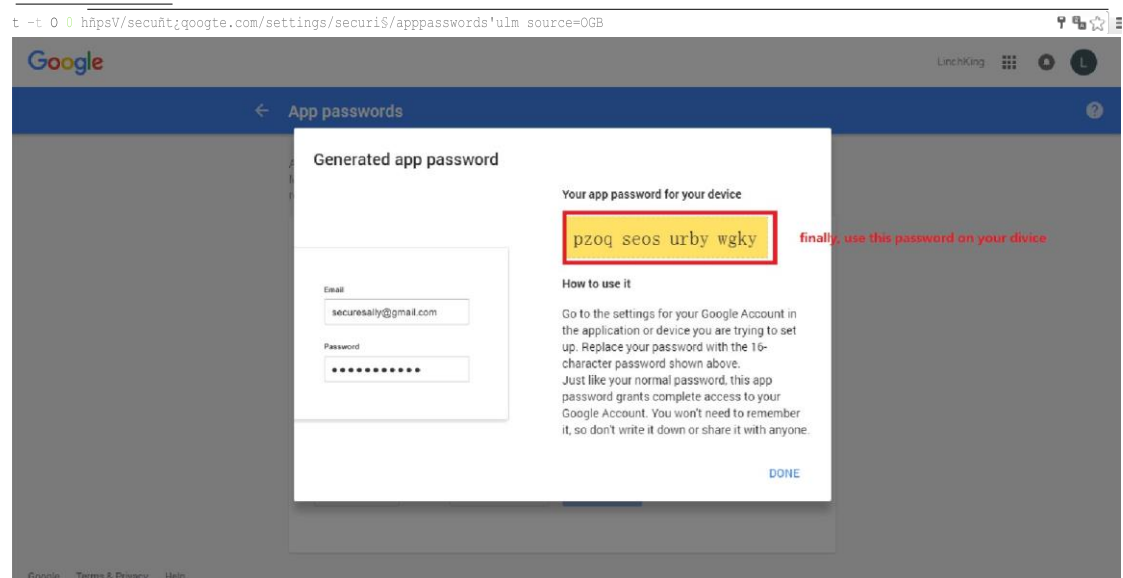 t -t O 0 hñpsV/secuñt¿qoogte.com/settings/securi§/apppasswords'ulm source=OGB
Google
LinchKing
L
App passwords
Generated app password
Your app password for your device
pzoq seos urby wgky
finally, use this password on your divice
Email
securesally@gmail.com
Password
How to use it
Go to the settings for your Google Account in
the application or device you are trying to set
up. Replace your password with the 16-
character password shown above.
Just like your normal password, this app
password grants complete access to your
Google Account. You won't need to remember
it, so don't write it down or share it with anyone.
DONE
Google Terms & Privacy Help